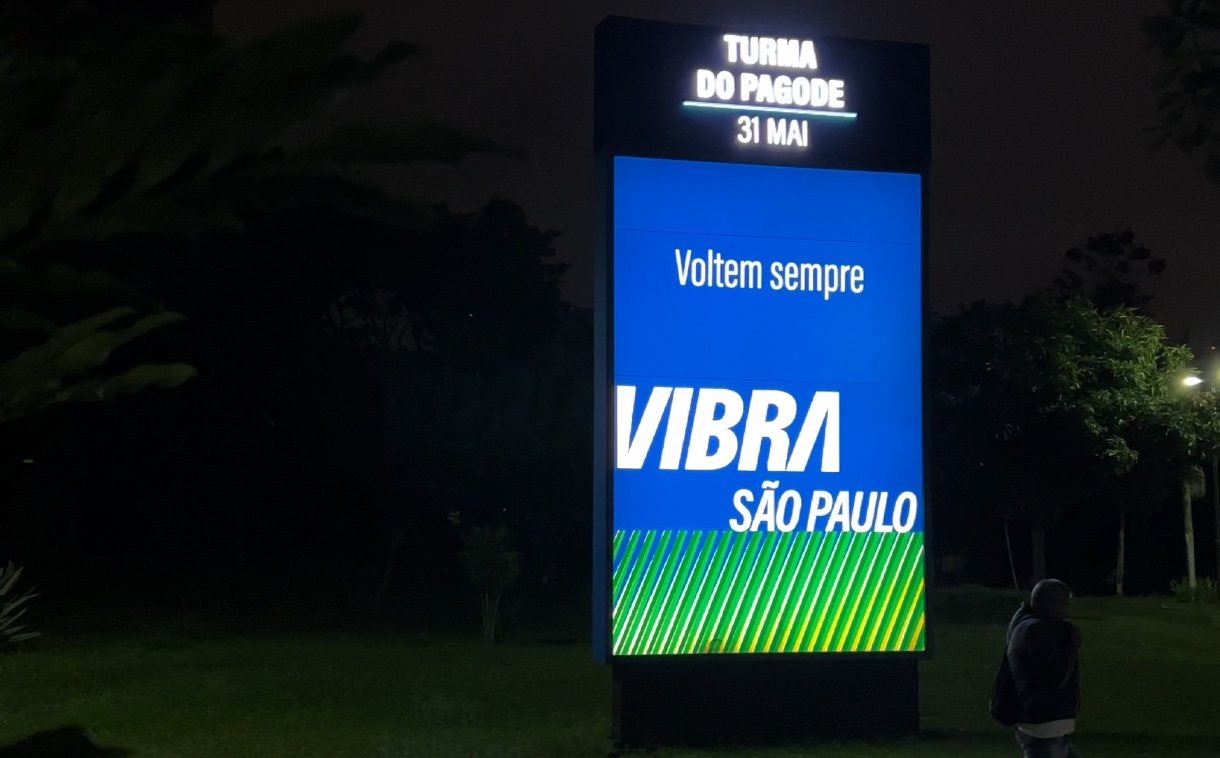 TURMA
DO PAGODE
31 MAI
Voltem sempre
VIBRA
SÃO PAULO